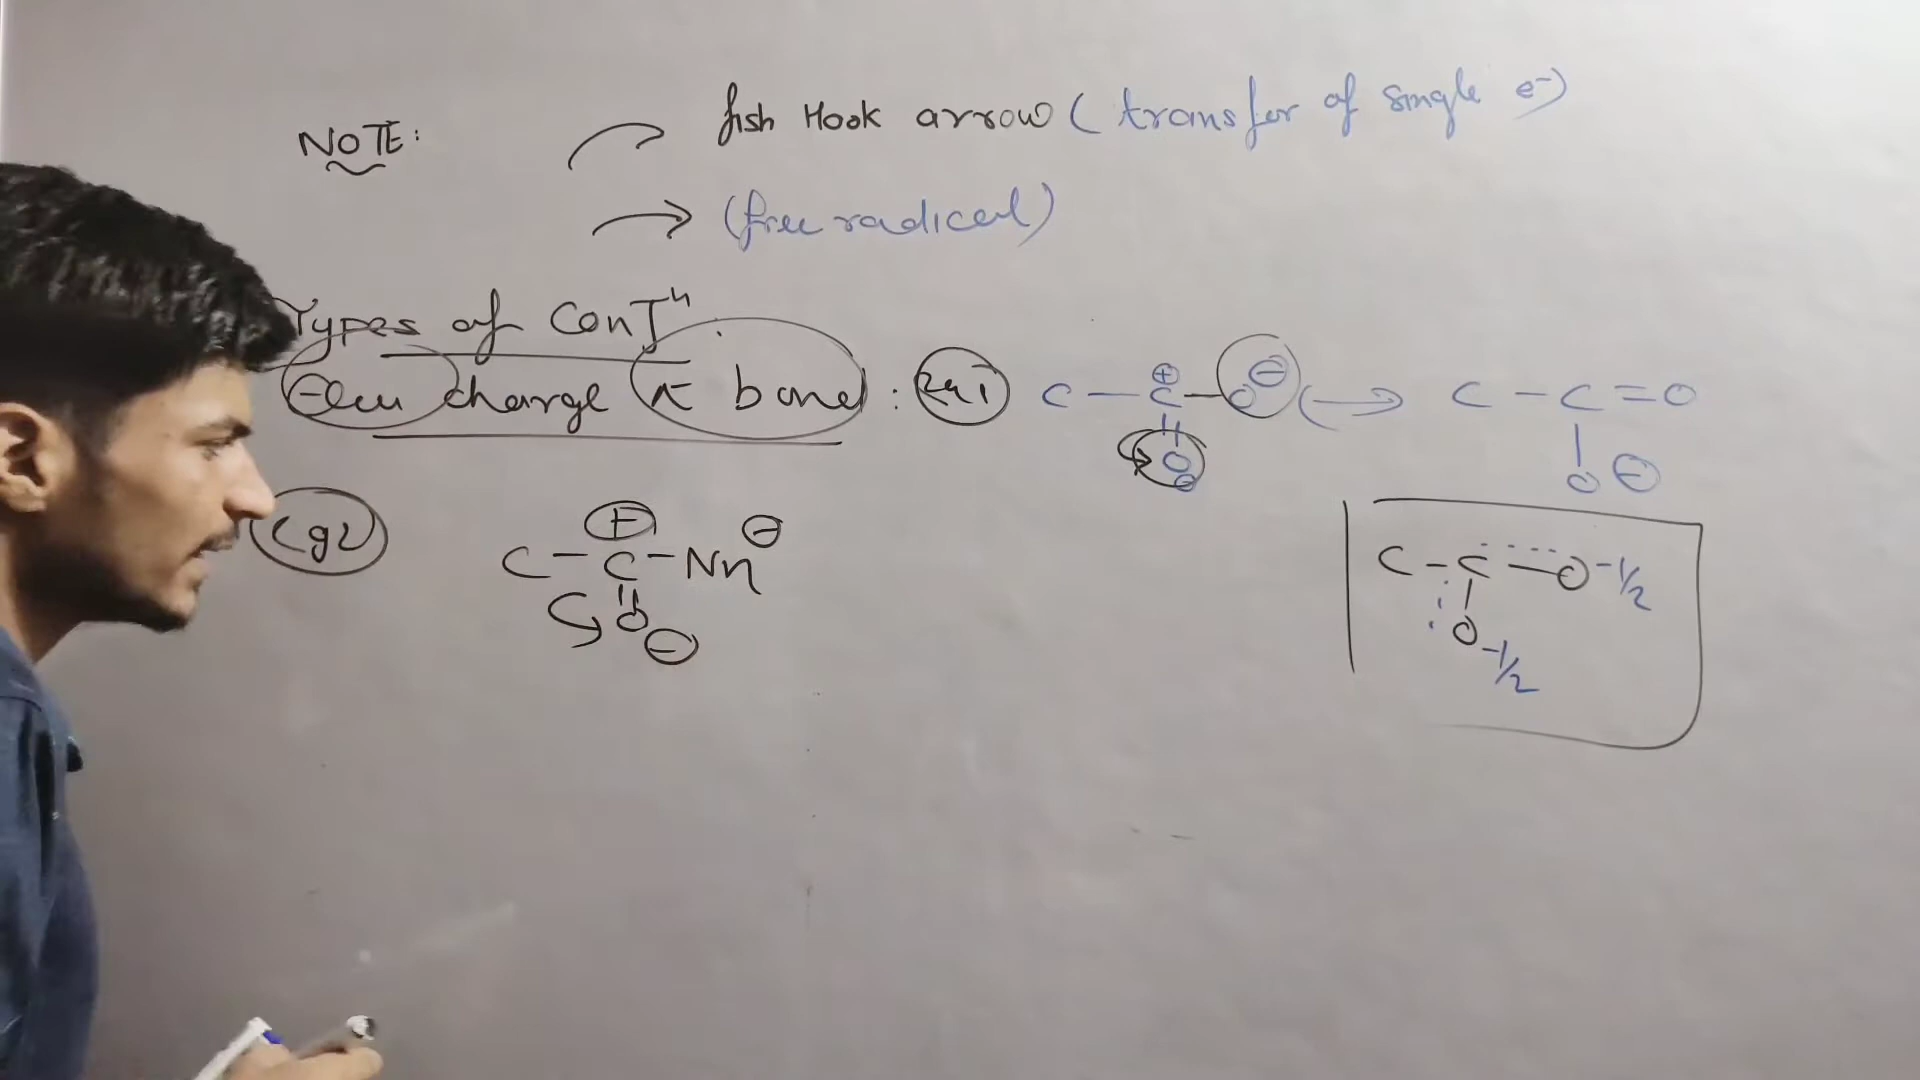 NOTE: fish Hook arrow (transfer of single e-)
(free radical)
Types of ConJⁿ:
charge π bond : eg1 C - C⊕ - O⊖ ↔ C - C = O
O
⊖
O ⊖
eg2 C - C⊕ - NH⊖
O ⊖
C - C - O -1/2
O -1/2